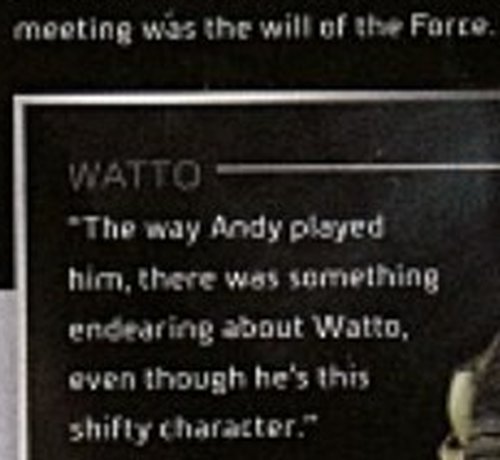 meeting was the will of the Force.
WATTO
"The way Andy played
him, there was something
endearing about Watto,
even though he's this
shifty character."